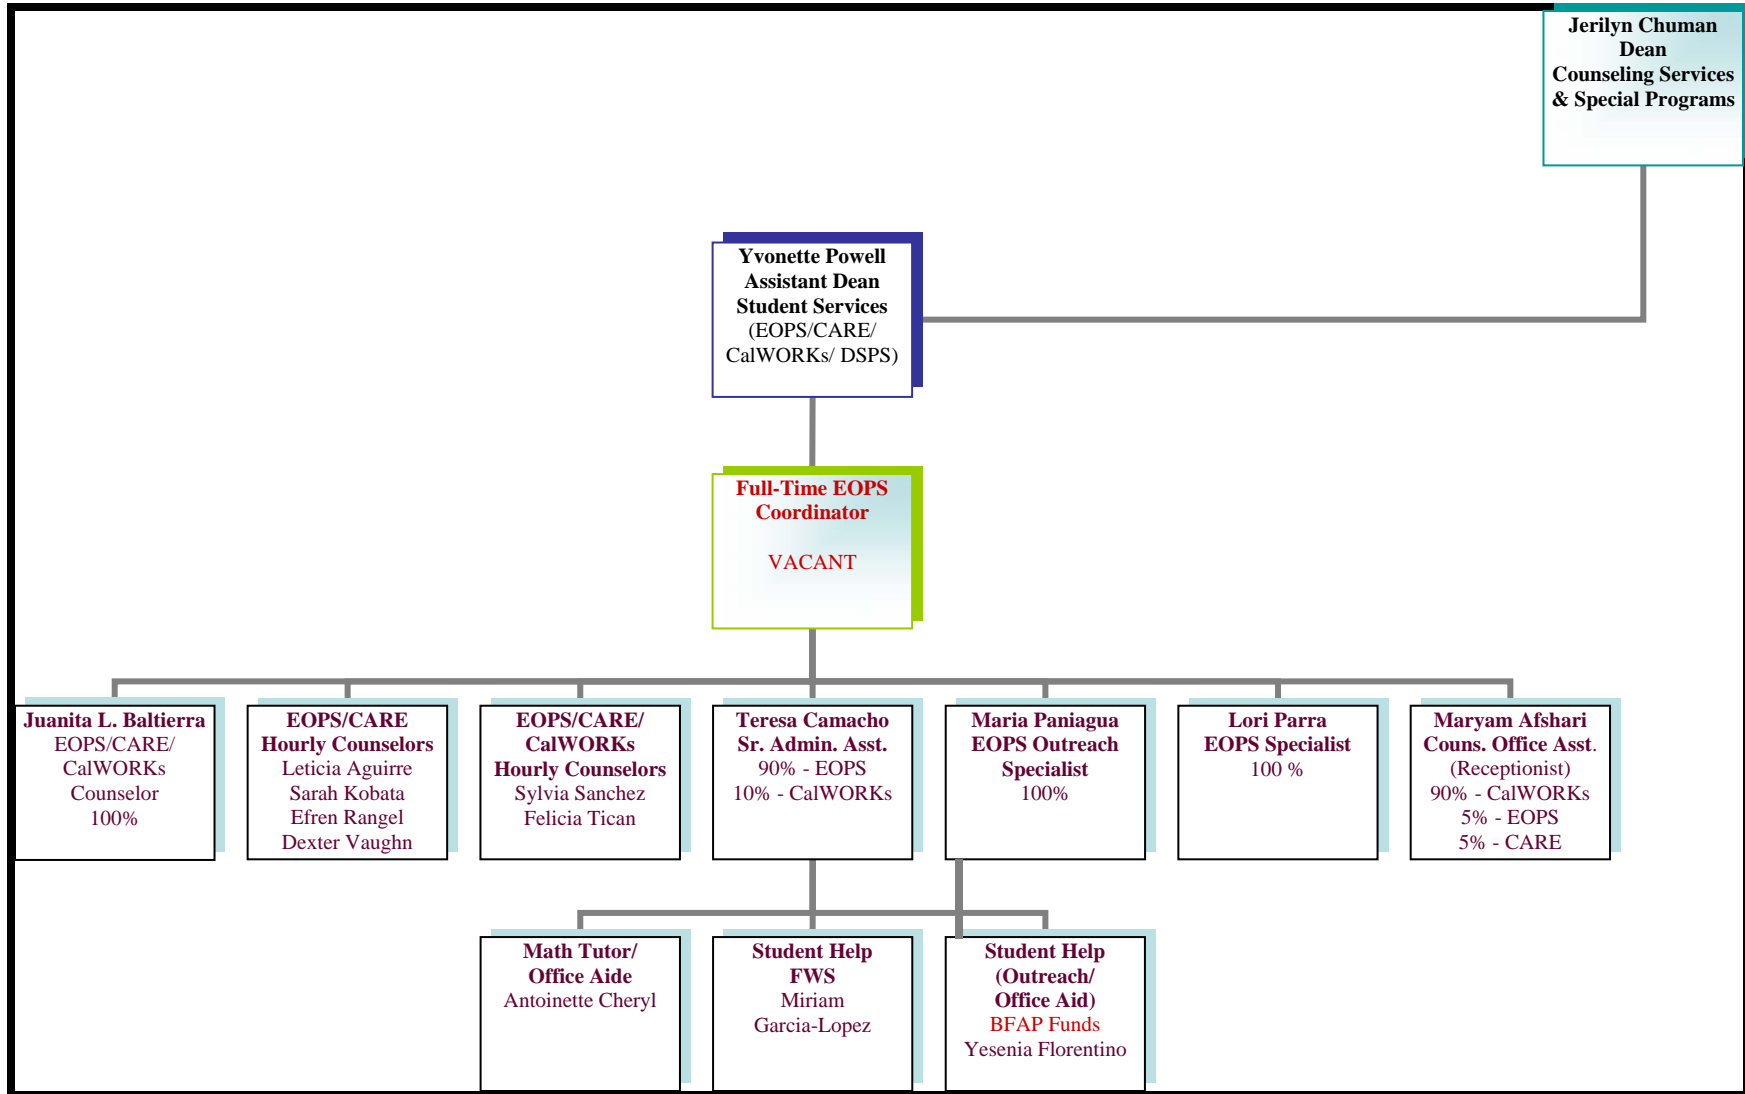 Jerilyn Chuman
Dean
Counseling Services
& Special Programs
Yvonette Powell
Assistant Dean
Student Services
(EOPS/CARE/
CalWORKs/ DSPS)
Full-Time EOPS
Coordinator
VACANT
Juanita L. Baltierra
EOPS/CARE/
CalWORKs
Counselor
100%
EOPS/CARE
Hourly Counselors
Leticia Aguirre
Sarah Kobata
Efren Rangel
Dexter Vaughn
EOPS/CARE/
CalWORKs
Hourly Counselors
Sylvia Sanchez
Felicia Tican
Teresa Camacho
Sr. Admin. Asst.
90% - EOPS
10% - CalWORKs
Maria Paniagua
EOPS Outreach
Specialist
100%
Lori Parra
EOPS Specialist
100 %
Maryam Afshari
Couns. Office Asst.
(Receptionist)
90% - CalWORKs
5% - EOPS
5% - CARE
Math Tutor/
Office Aide
Antoinette Cheryl
Student Help
FWS
Miriam
Garcia-Lopez
Student Help
(Outreach/
Office Aid)
BFAP Funds
Yesenia Florentino